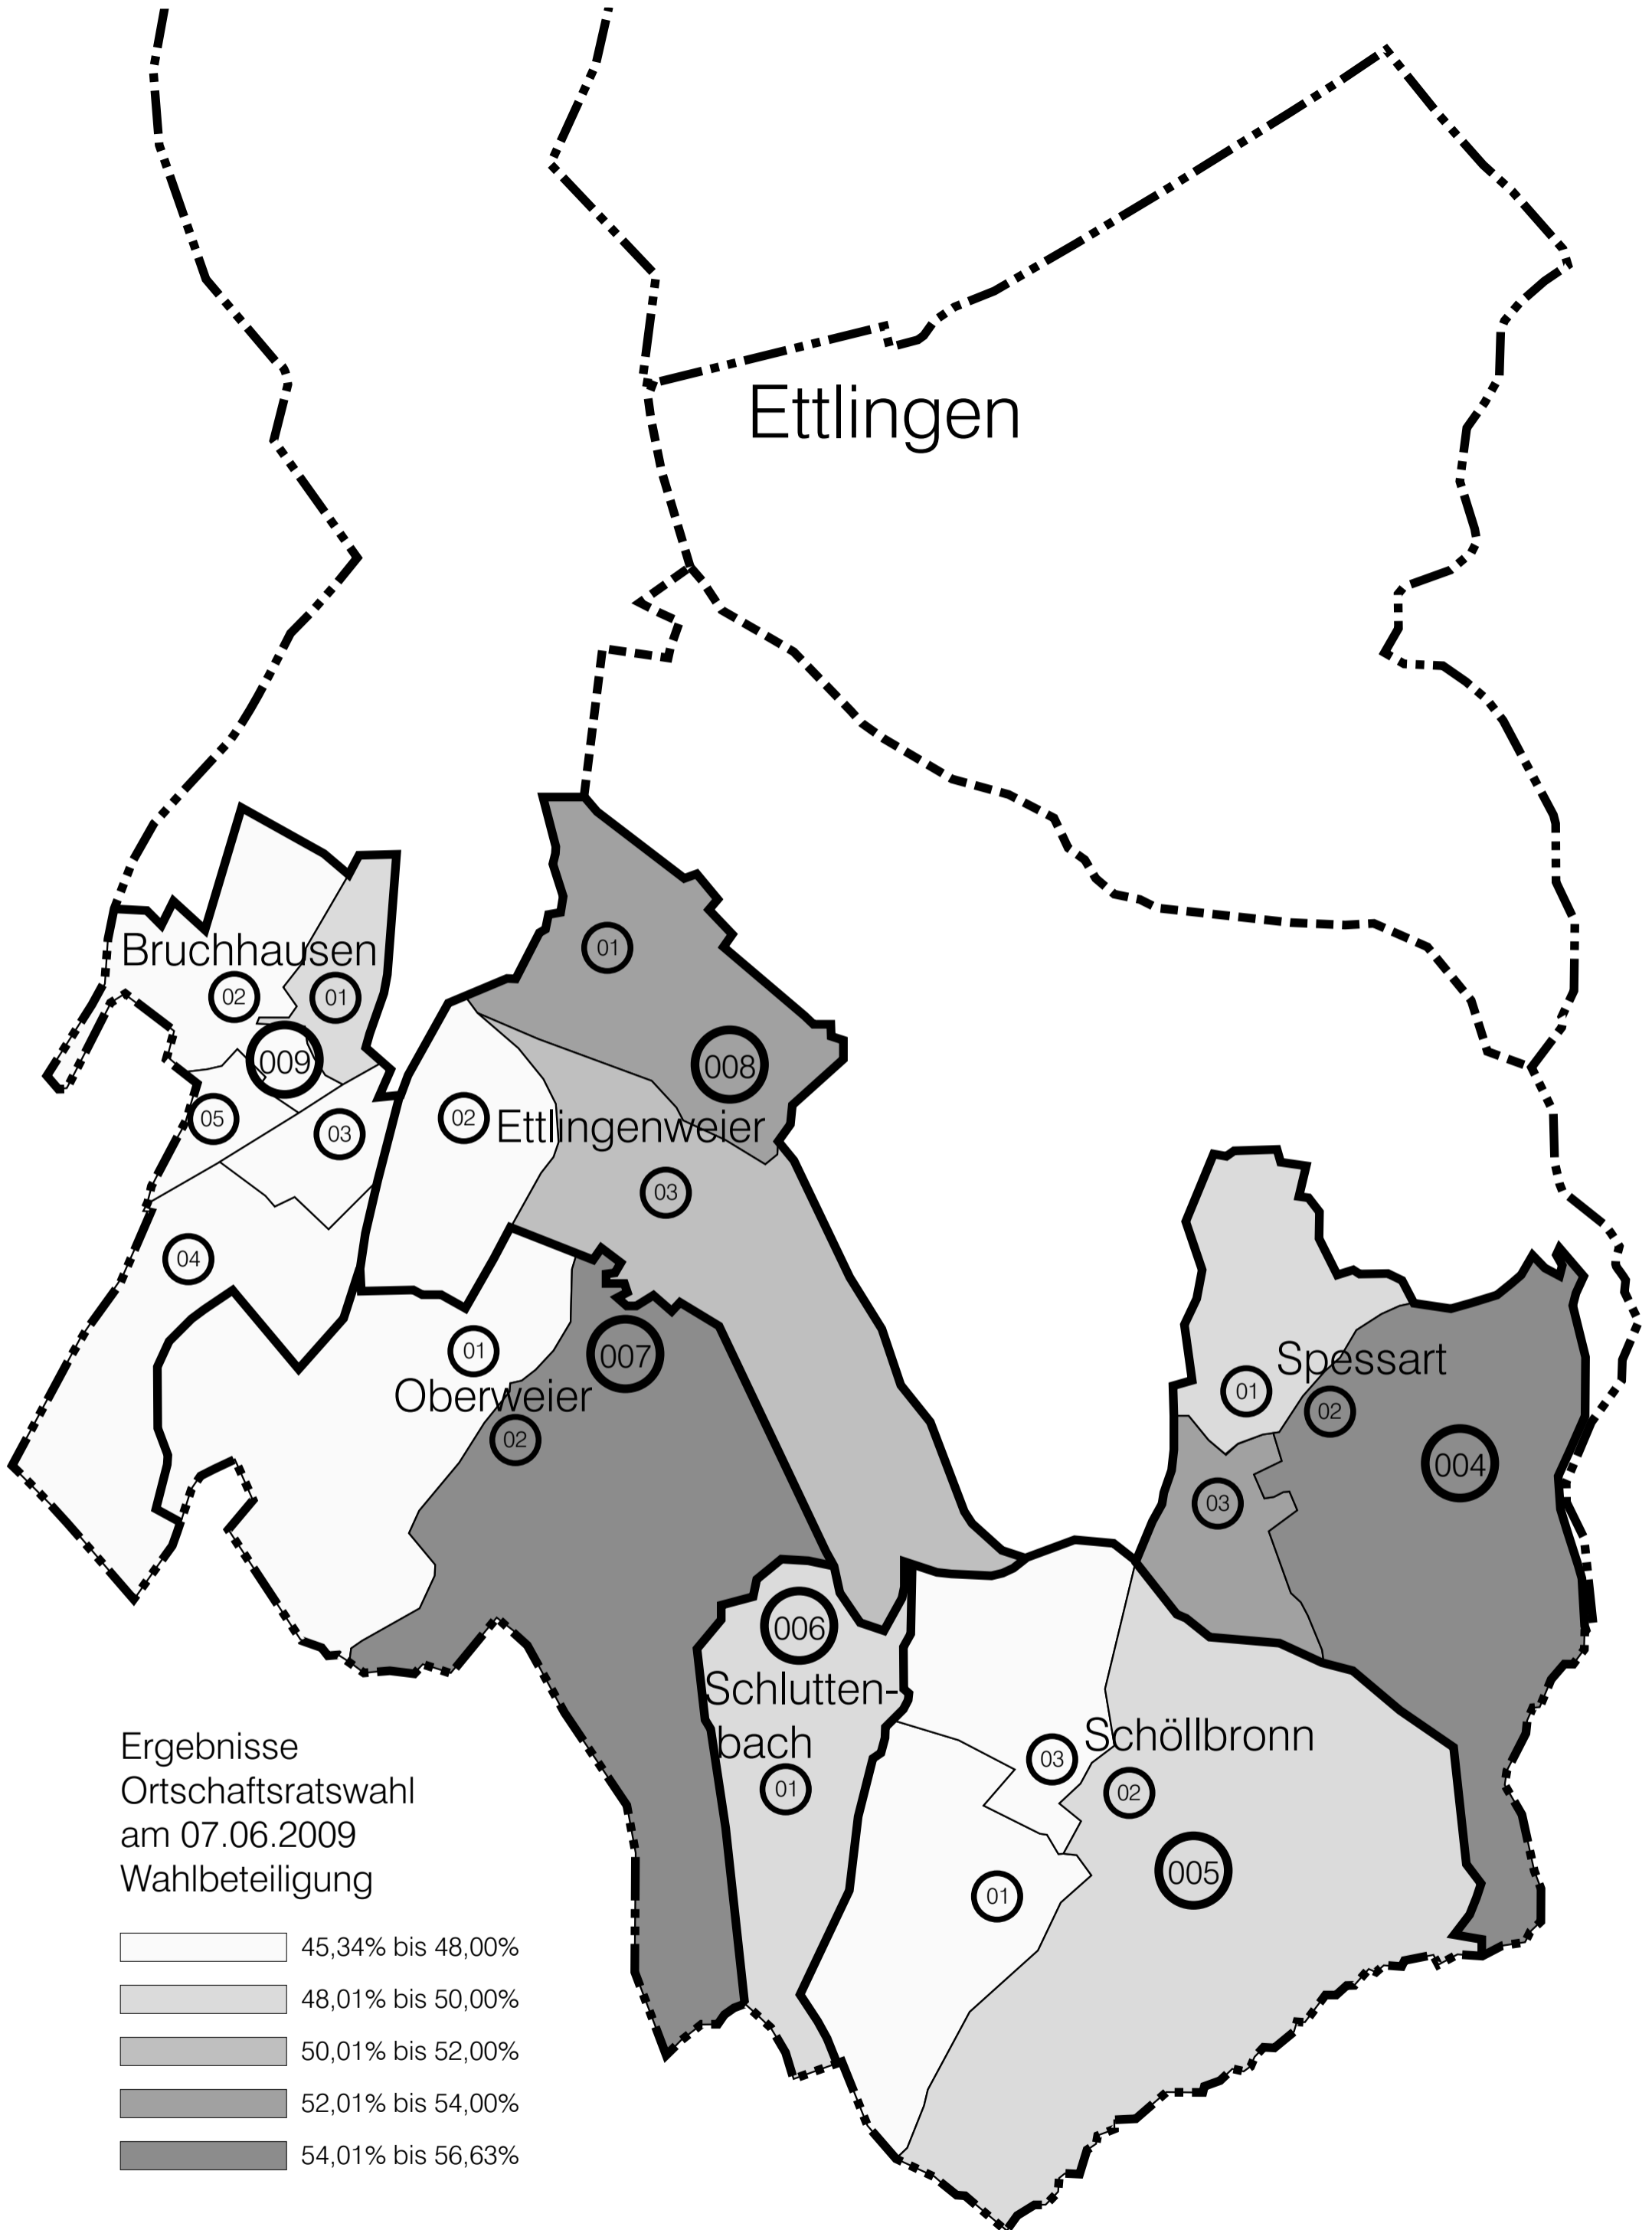 Ettlingen
01
Bruchhausen
02
01
009
008
05
03
02
Ettlingenweier
03
04
01
007
Oberweier
02
Spessart
01
02
004
03
006
Schlutten-
bach
01
03
Schöllbronn
02
005
01
Ergebnisse
Ortschaftsratswahl
am 07.06.2009
Wahlbeteiligung
45,34% bis 48,00%
48,01% bis 50,00%
50,01% bis 52,00%
52,01% bis 54,00%
54,01% bis 56,63%